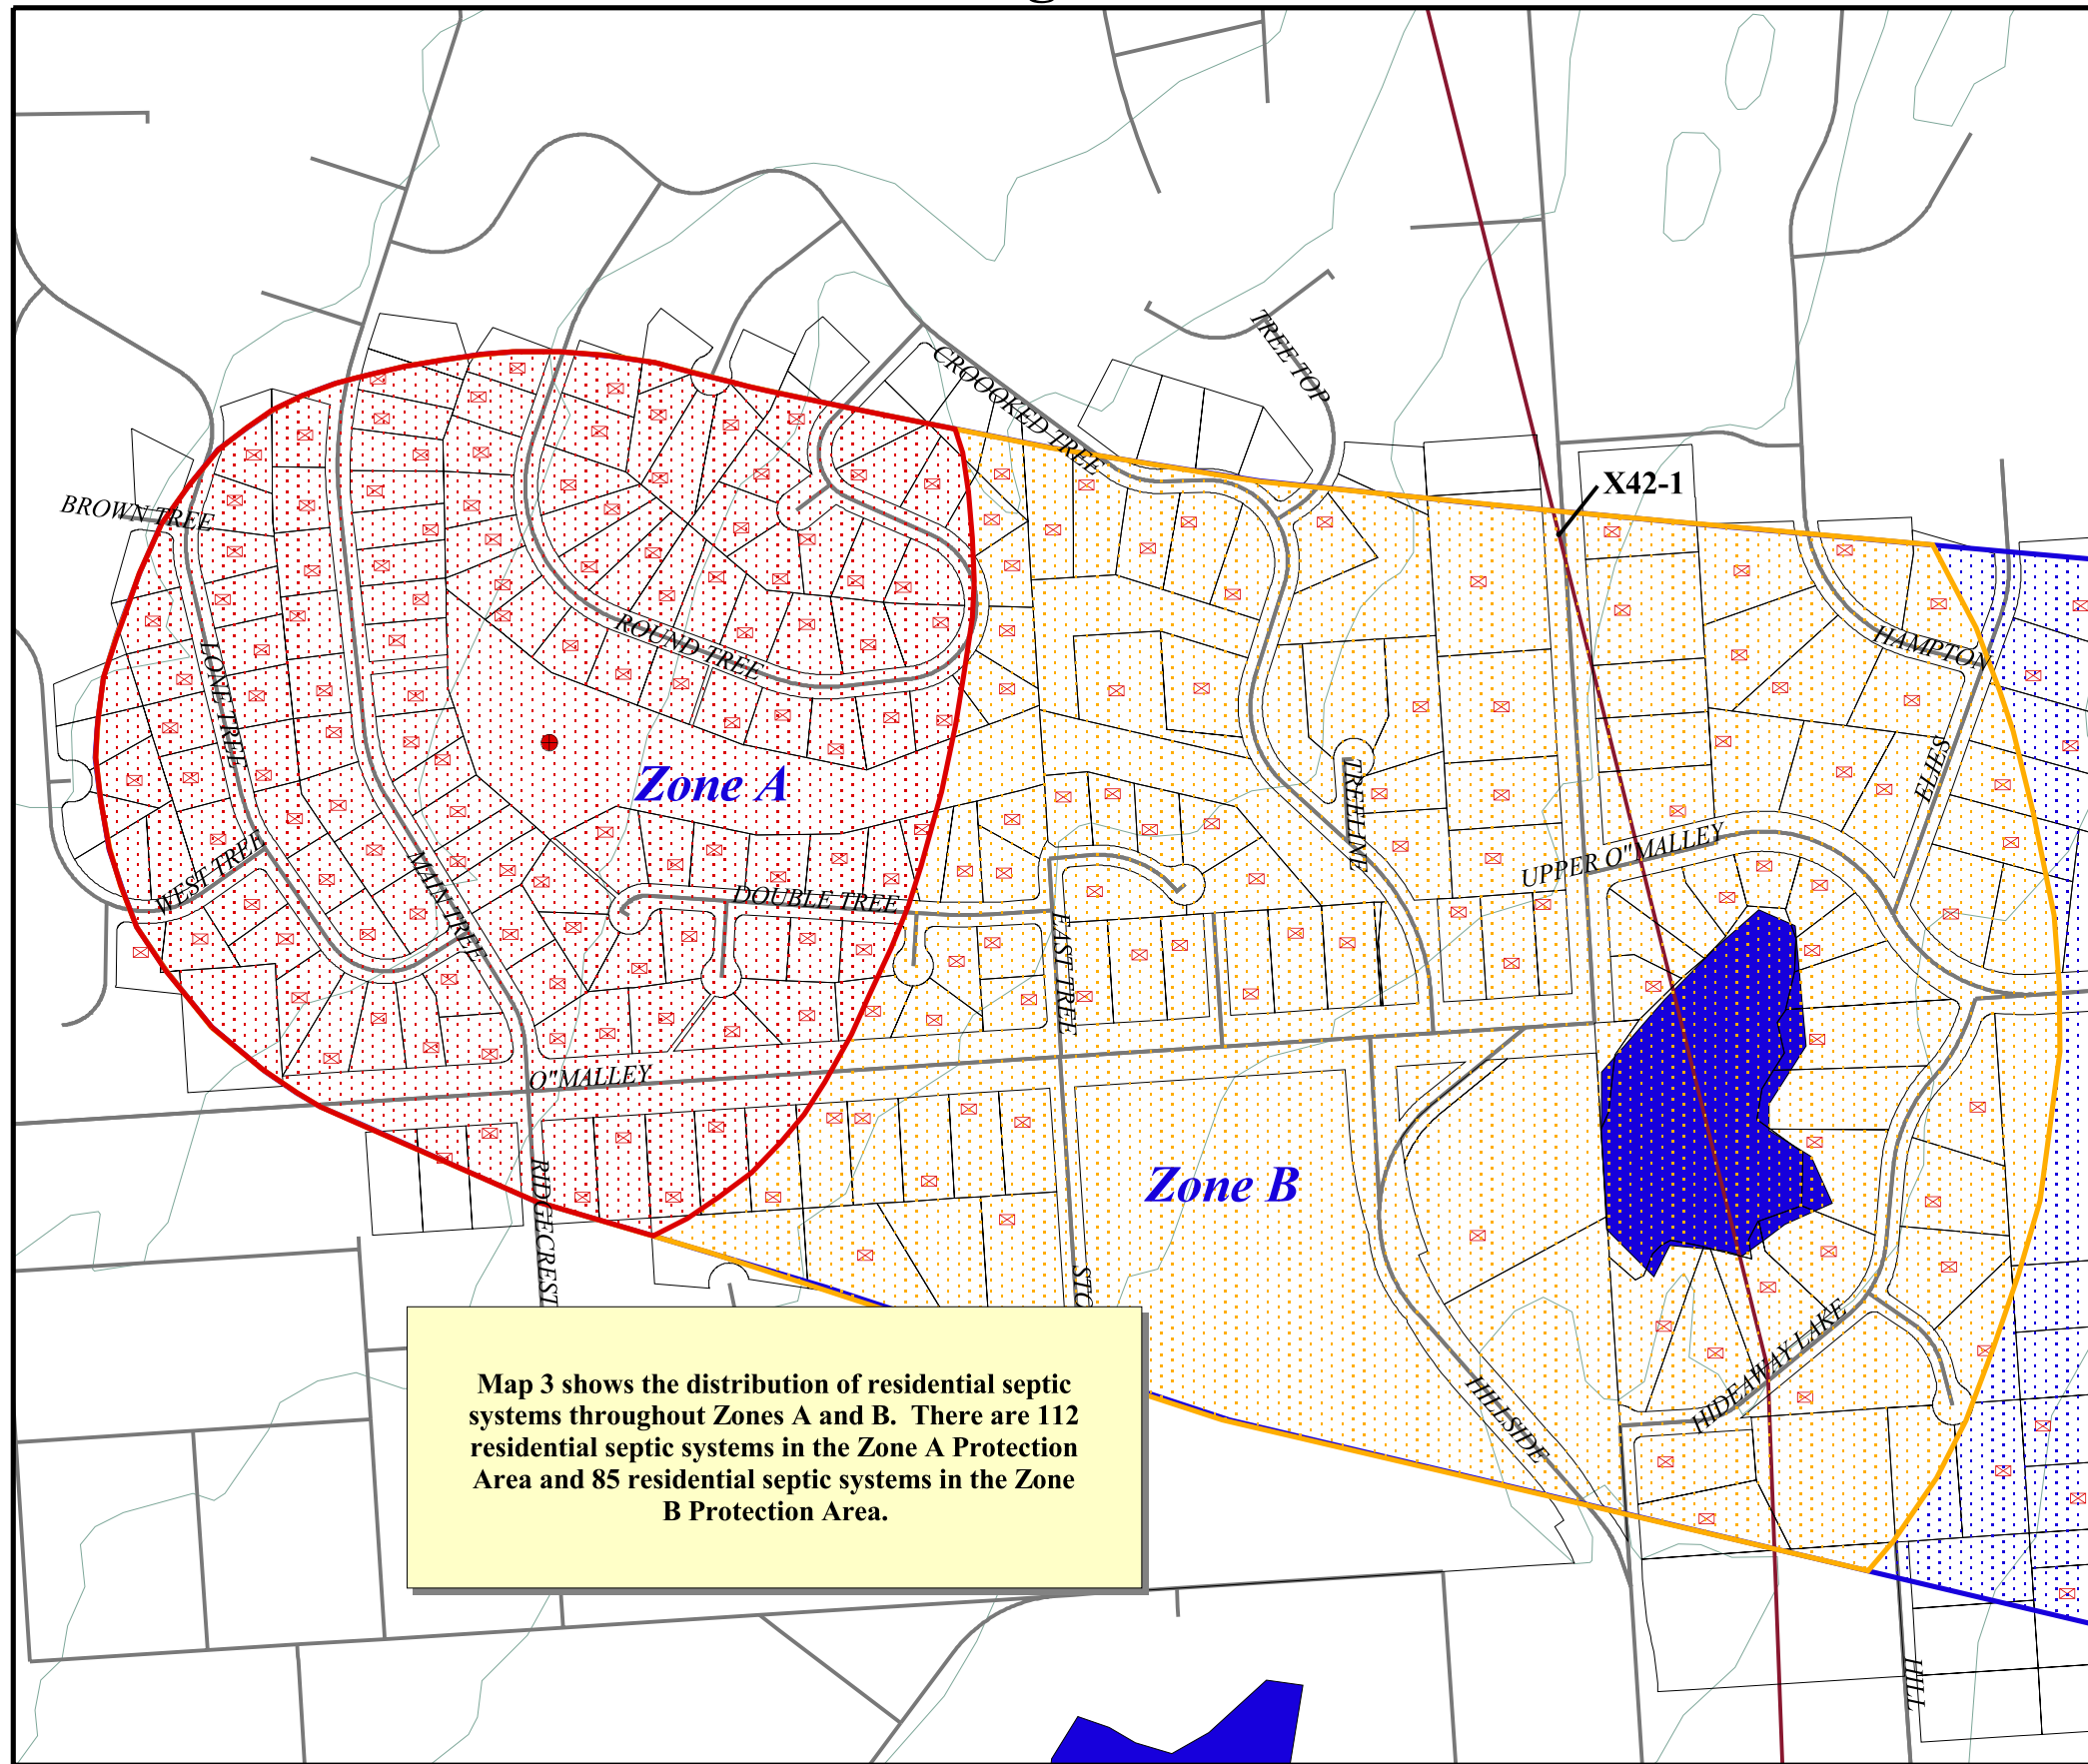 CROOOKED TREE
TREE TOP
X42-1
BROWN TREE
LONE TREE
ROUND TREE
HAMPTON
ELIES
Zone A
TREELINE
UPPER O"MALLEY
WEST TREE
MAIN TREE
DOUBLE TREE
EAST TREE
O"MALLEY
RIDGECREST
Zone B
HIDEAWAY LAKE
HILLSIDE
HILL
Map 3 shows the distribution of residential septic
systems throughout Zones A and B. There are 112
residential septic systems in the Zone A Protection
Area and 85 residential septic systems in the Zone
B Protection Area.